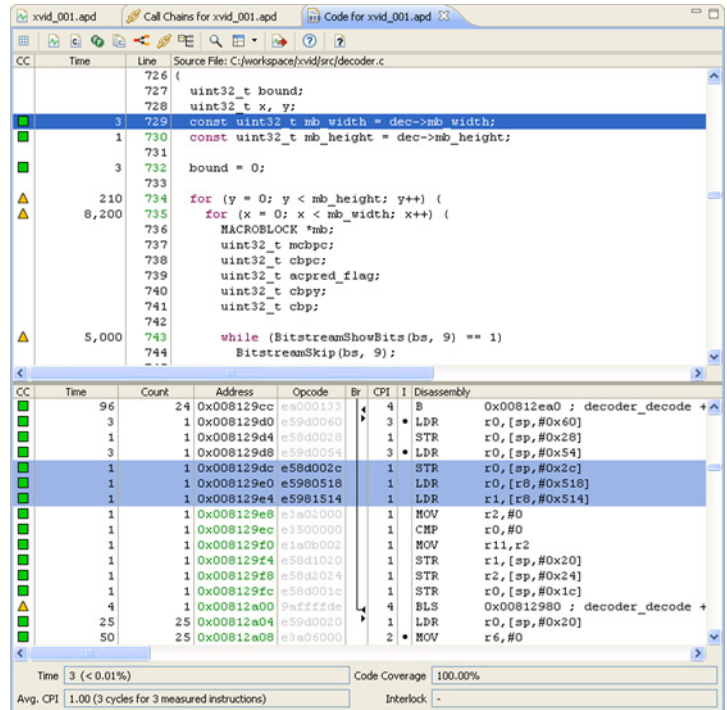 xvid_001.apd Call Chains for xvid_001.apd Code for xvid_001.apd
CC Time Line Source File: C:/workspace/xvid/src/decoder.c
726 {
727 uint32_t bound;
728 uint32_t x, y;
3 729 const uint32_t mb_width = dec->mb_width;
1 730 const uint32_t mb_height = dec->mb_height;
731
3 732 bound = 0;
733
210 734 for (y = 0; y < mb_height; y++) {
8,200 735 for (x = 0; x < mb_width; x++) {
736 MACROBLOCK *mb;
737 uint32_t mcbpc;
738 uint32_t cbpc;
739 uint32_t acpred_flag;
740 uint32_t cbpy;
741 uint32_t cbp;
742
5,000 743 while (BitstreamShowBits(bs, 9) == 1)
744 BitstreamSkip(bs, 9);
CC Time Count Address Opcode Br CPI I Disassembly
96 24 0x008129cc ea000133 4 B 0x00812ea0 ; decoder_decode +
3 1 0x008129d0 e59d0060 3 • LDR r0,[sp,#0x60]
1 1 0x008129d4 e58d0028 1 STR r0,[sp,#0x28]
3 1 0x008129d8 e59d0054 3 • LDR r0,[sp,#0x54]
1 1 0x008129dc e58d002c 1 STR r0,[sp,#0x2c]
1 1 0x008129e0 e5980518 1 LDR r0,[r8,#0x518]
1 1 0x008129e4 e5981514 1 LDR r1,[r8,#0x514]
1 1 0x008129e8 e3a02000 1 MOV r2,#0
1 1 0x008129ec e3500000 1 CMP r0,#0
1 1 0x008129f0 e1a0b002 1 MOV r11,r2
1 1 0x008129f4 e58d1020 1 STR r1,[sp,#0x20]
1 1 0x008129f8 e58d2024 1 STR r2,[sp,#0x24]
1 1 0x008129fc e58d001c 1 STR r0,[sp,#0x1c]
4 1 0x00812a00 9affffde 4 BLS 0x00812980 ; decoder_decode +
25 25 0x00812a04 e59d0020 1 LDR r0,[sp,#0x20]
50 25 0x00812a08 e3a06000 2 • MOV r6,#0
Time 3 (< 0.01%) Code Coverage 100.00%
Avg. CPI 1.00 (3 cycles for 3 measured instructions) Interlock -